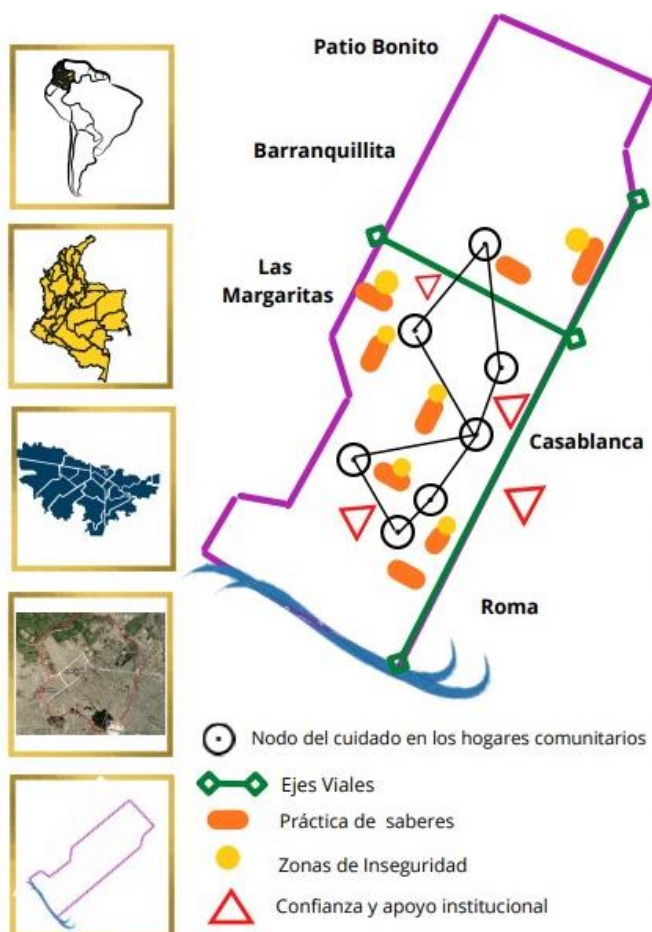 Patio Bonito
Barranquillita
Las
Margaritas
Casablanca
Roma
Nodo del cuidado en los hogares comunitarios
Ejes Viales
Práctica de saberes
Zonas de Inseguridad
Confianza y apoyo institucional